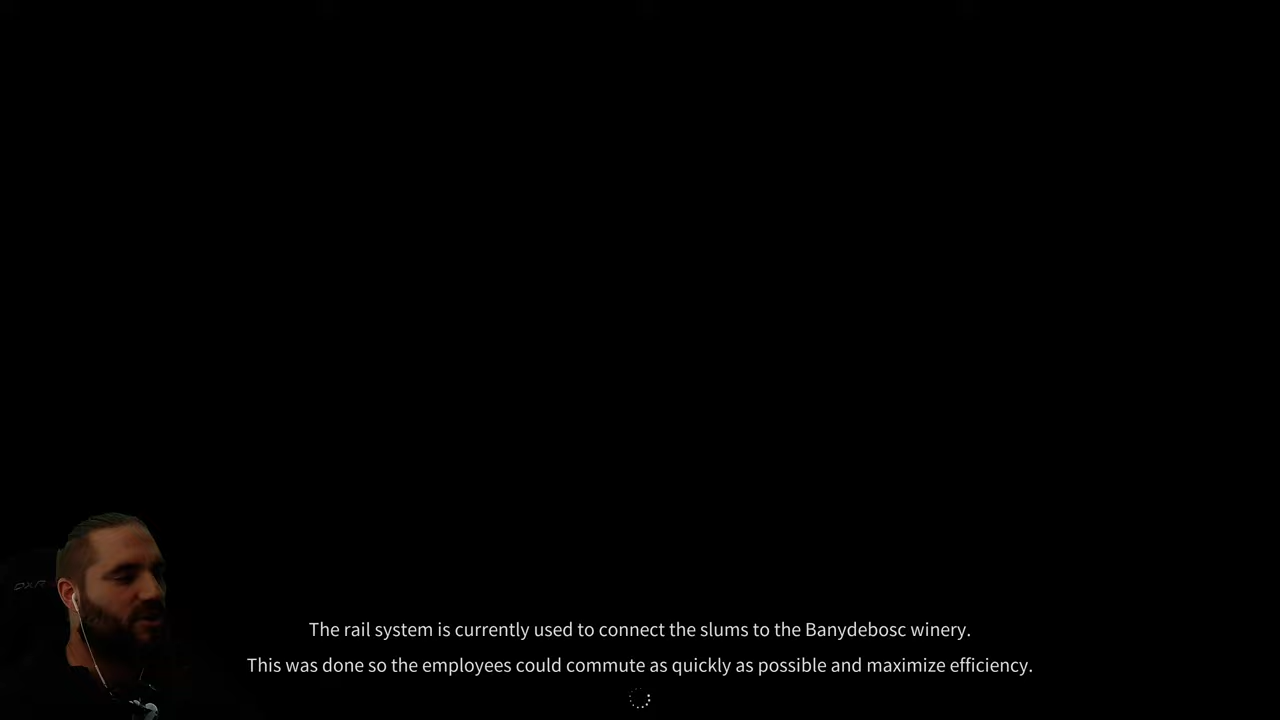 DXR
The rail system is currently used to connect the slums to the Banydebosc winery.
This was done so the employees could commute as quickly as possible and maximize efficiency.